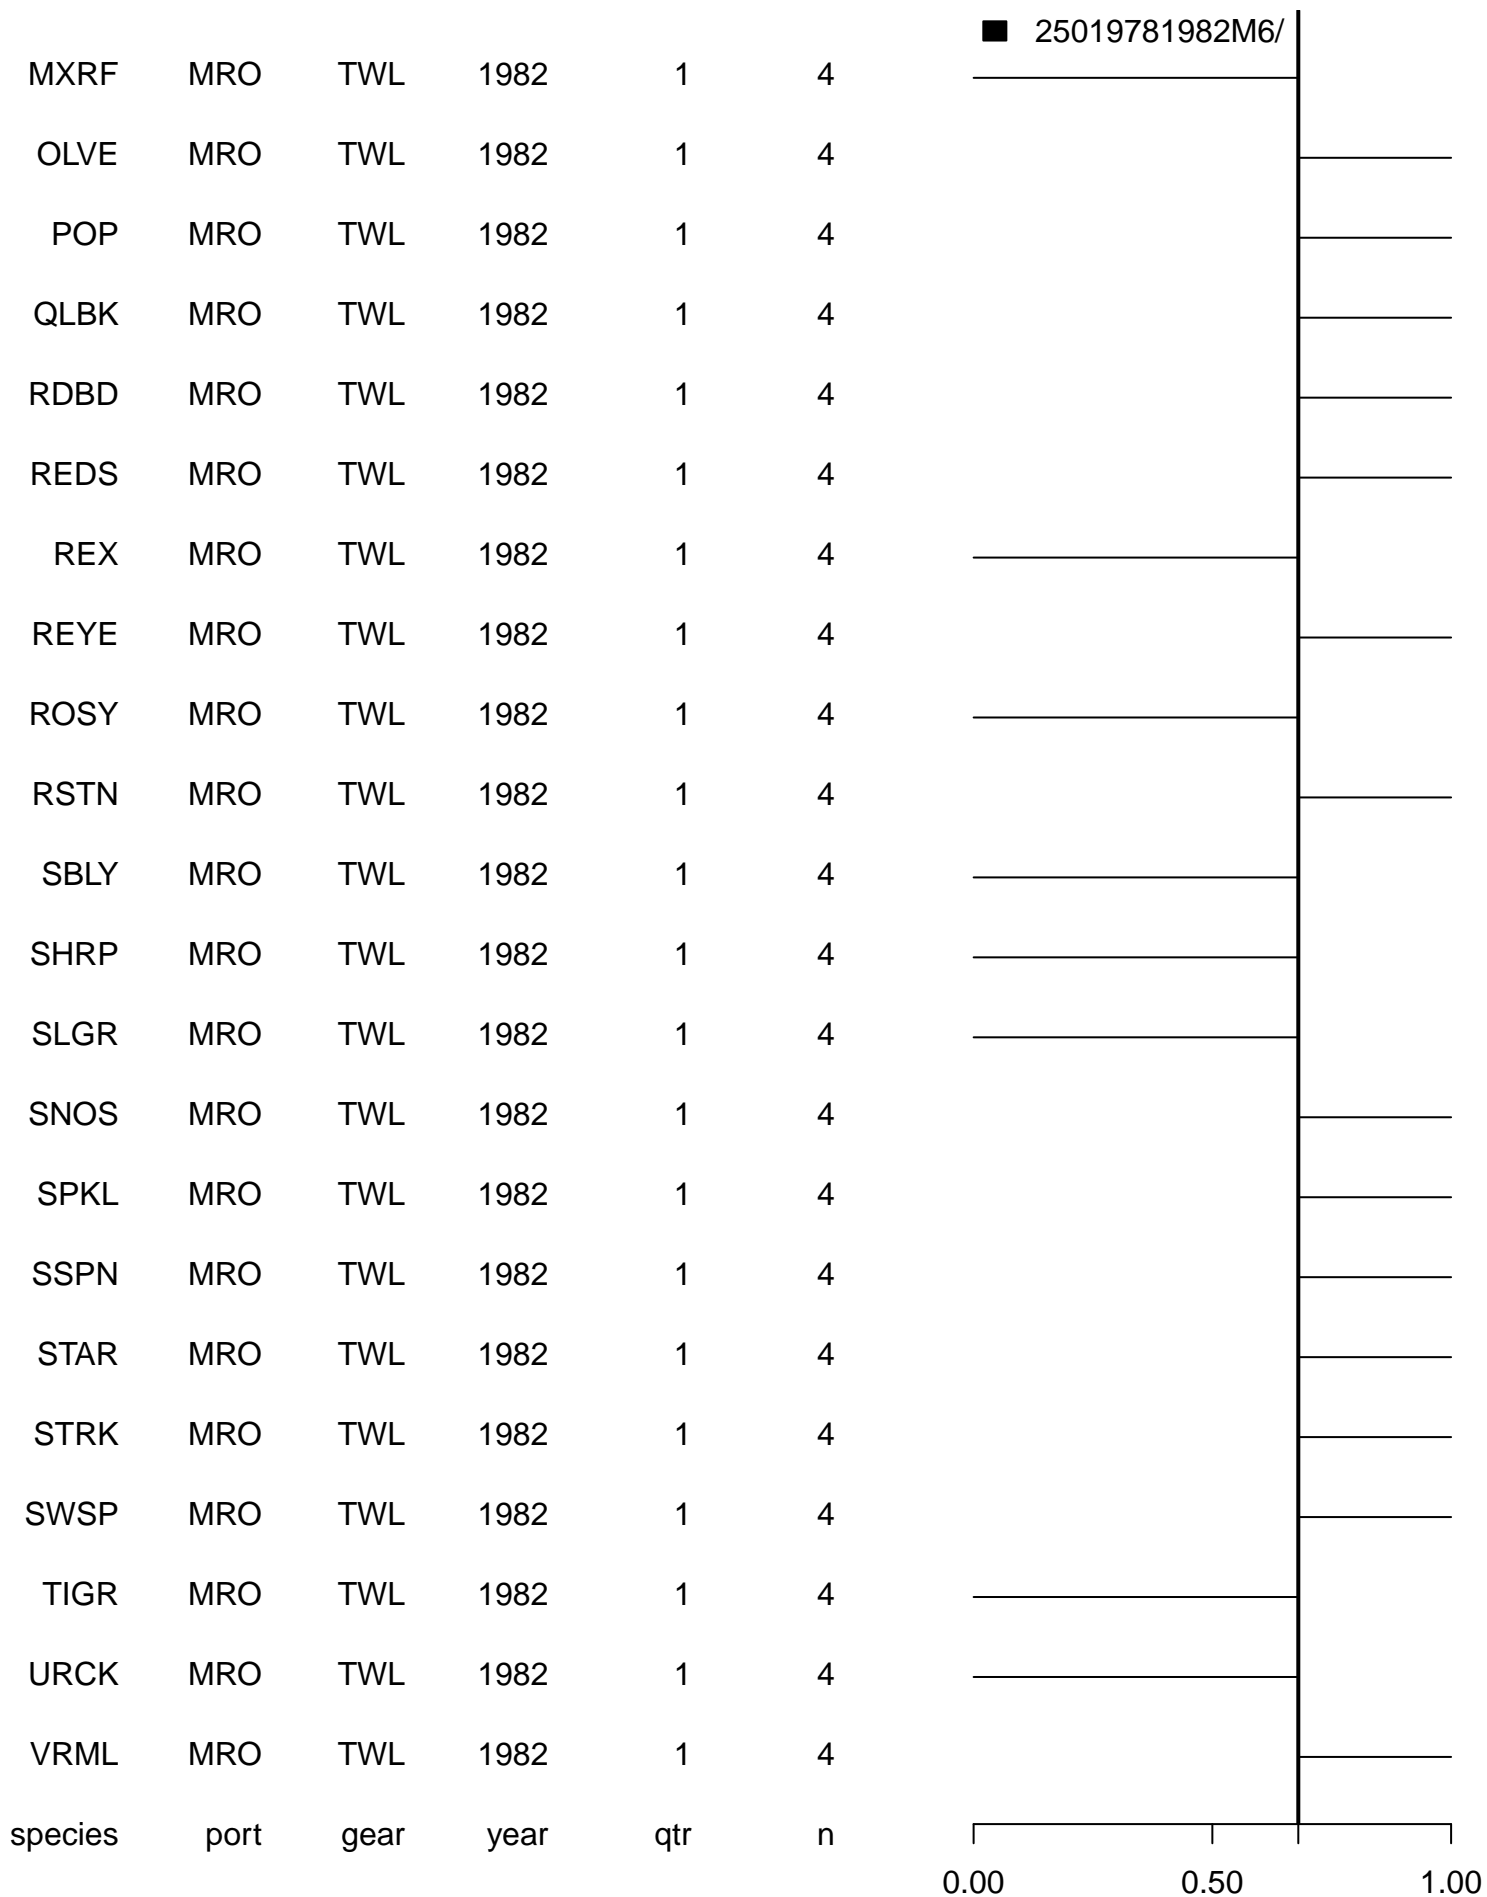 25019781982M6/
MXRF MRO TWL 1982 1 4
OLVE MRO TWL 1982 1 4
POP MRO TWL 1982 1 4
QLBK MRO TWL 1982 1 4
RDBD MRO TWL 1982 1 4
REDS MRO TWL 1982 1 4
REX MRO TWL 1982 1 4
REYE MRO TWL 1982 1 4
ROSY MRO TWL 1982 1 4
RSTN MRO TWL 1982 1 4
SBLY MRO TWL 1982 1 4
SHRP MRO TWL 1982 1 4
SLGR MRO TWL 1982 1 4
SNOS MRO TWL 1982 1 4
SPKL MRO TWL 1982 1 4
SSPN MRO TWL 1982 1 4
STAR MRO TWL 1982 1 4
STRK MRO TWL 1982 1 4
SWSP MRO TWL 1982 1 4
TIGR MRO TWL 1982 1 4
URCK MRO TWL 1982 1 4
VRML MRO TWL 1982 1 4
species port gear year qtr n
0.00 0.50 1.00